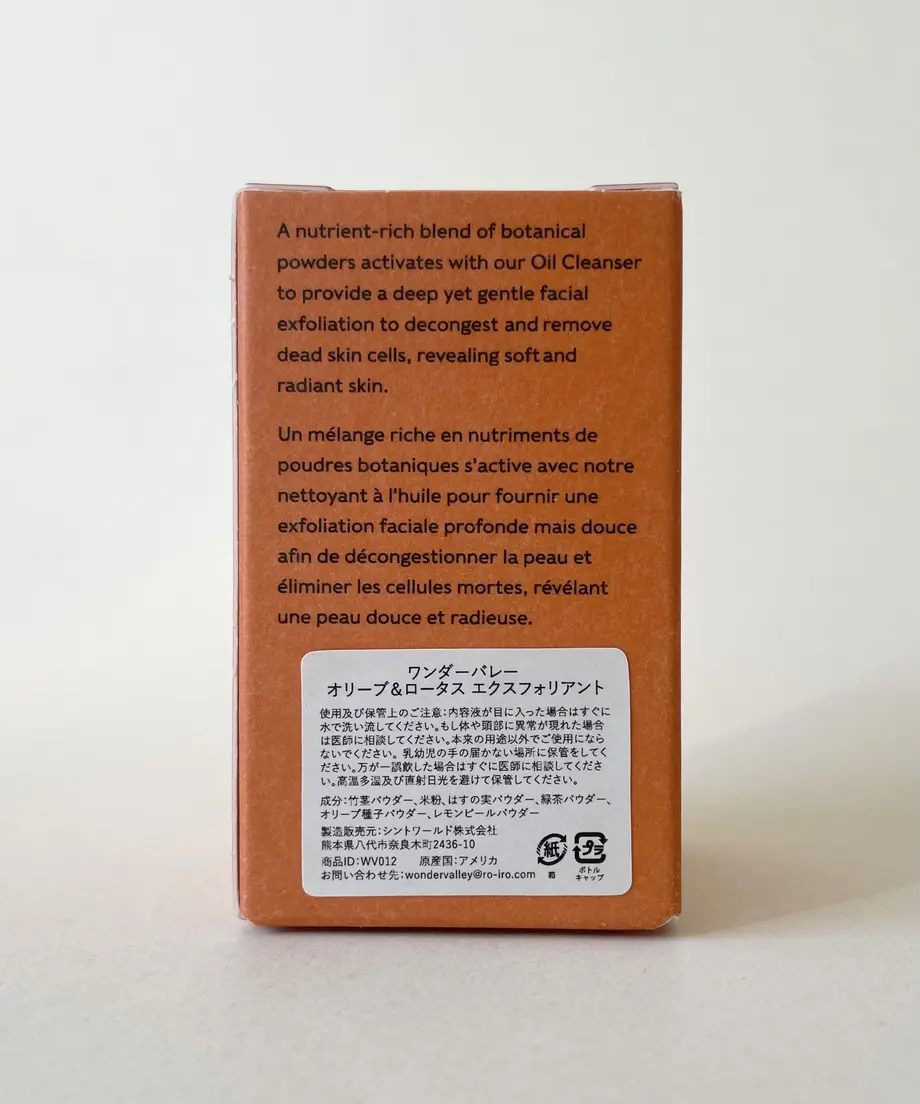 A nutrient-rich blend of botanical
powders activates with our Oil Cleanser
to provide a deep yet gentle facial
exfoliation to decongest and remove
dead skin cells, revealing soft and
radiant skin.
Un mélange riche en nutriments de
poudres botaniques s'active avec notre
nettoyant à l'huile pour fournir une
exfoliation faciale profonde mais douce
afin de décongestionner la peau et
éliminer les cellules mortes, révélant
une peau douce et radieuse.
ワンダーバレー
オリーブ&ロータス エクスフォリアント
使用及び保管上のご注意:内容液が目に入った場合はすぐに
水で洗い流してください。もし体や頭部に異常が現れた場合
は医師に相談してください。本来の用途以外でご使用になら
ないでください。乳幼児の手の届かない場所に保管をしてく
ださい。万が一誤飲した場合はすぐに医師に相談してくださ
い。高温多湿及び直射日光を避けて保管してください。
成分:竹茎パウダー、米粉、はすの実パウダー、緑茶パウダー、
オリーブ種子パウダー、レモンピールパウダー
製造販売元:シントワールド株式会社
熊本県八代市奈良木町2436-10
商品ID:WV012 原産国:アメリカ
お問い合わせ先:wondervalley@ro-iro.com
紙
箱
プラ
ボトル
キャップ